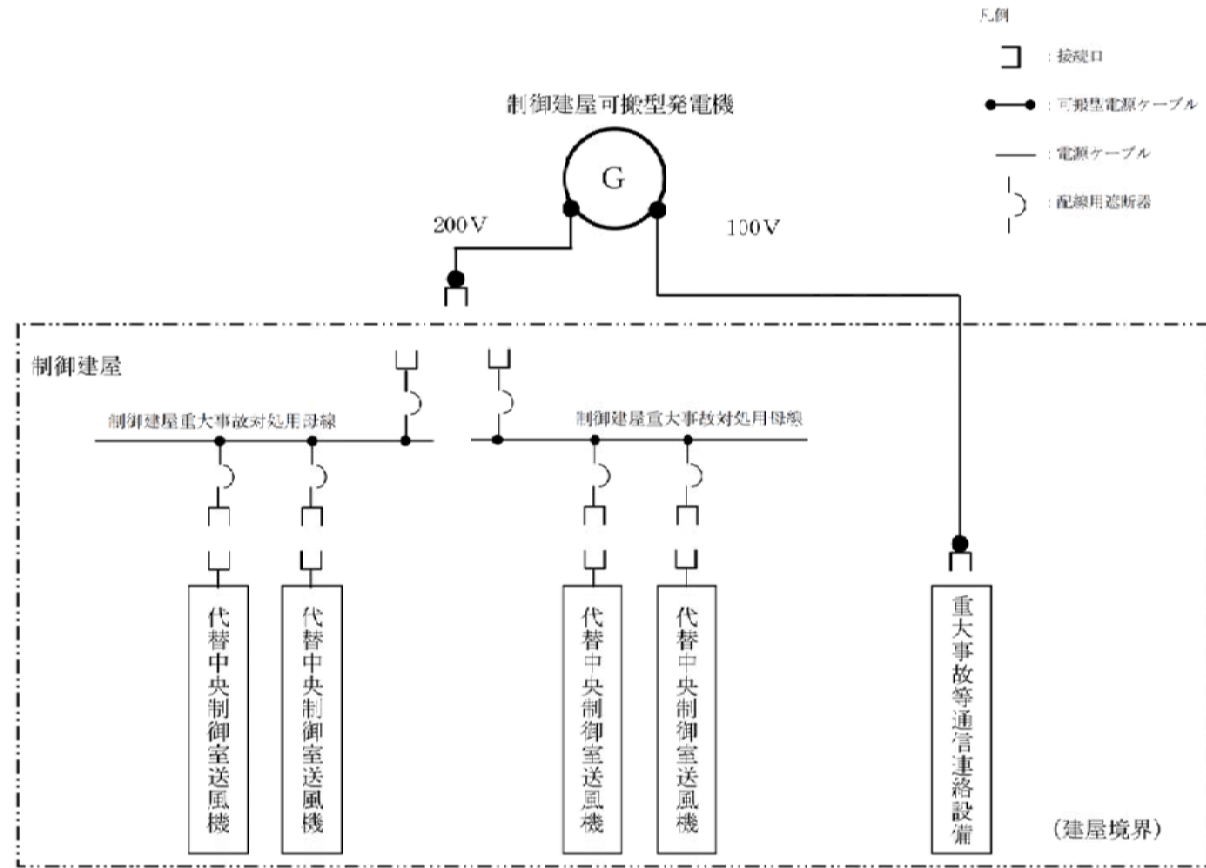 凡例
：接続口
：可搬型電源ケーブル
：電源ケーブル
：配線用遮断器
制御建屋可搬型発電機
G
200V
100V
制御建屋
制御建屋重大事故対処用母線
制御建屋重大事故対処用母線
代替中央制御室送風機
代替中央制御室送風機
代替中央制御室送風機
代替中央制御室送風機
重大事故等通信連絡設備
(建屋境界)